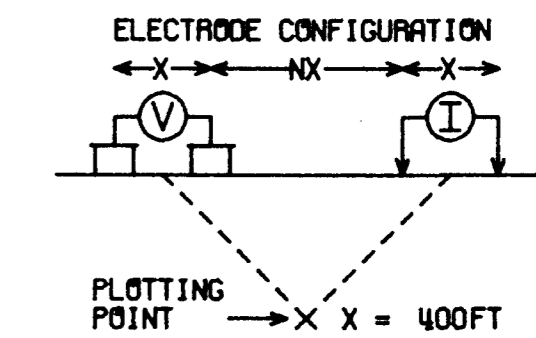 ELECTRODE CONFIGURATION
X NX X
V I
PLOTTING
POINT X X = 400FT